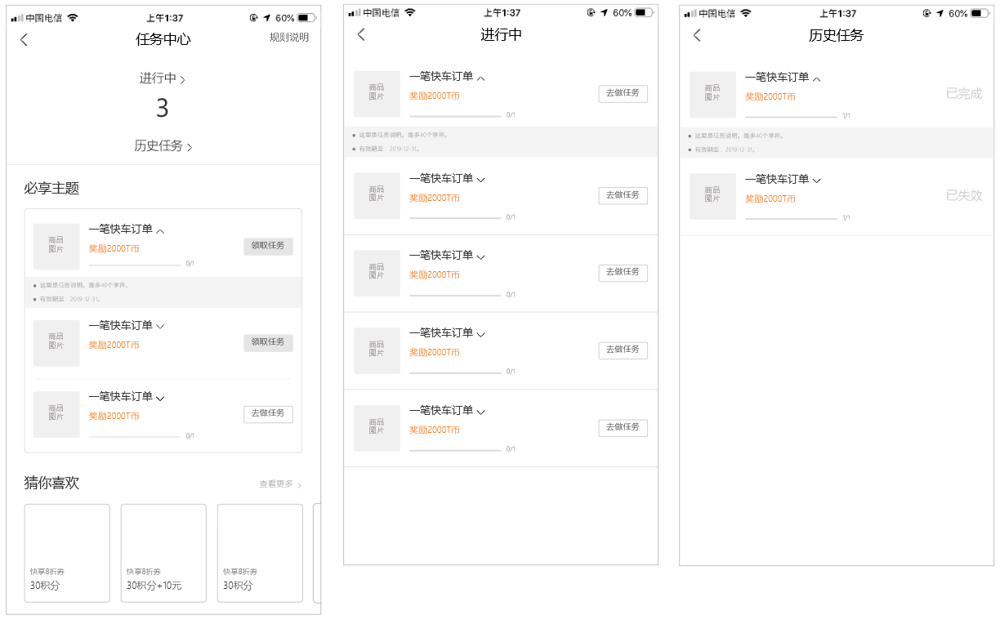 中国电信 上午1:37 60%
任务中心 规则说明
进行中
3
历史任务
必享主题
商品
图片
一笔快车订单
奖励2000T币
0/1
领取任务
这里是任务说明。最多40个字符。
有效期至：2019-12-31。
商品
图片
一笔快车订单
奖励2000T币
领取任务
商品
图片
一笔快车订单
奖励2000T币
0/1
去做任务
猜你喜欢 查看更多
快享8折券
30积分
快享8折券
30积分+10元
快享8折券
30积分
中国电信 上午1:37 60%
进行中
商品
图片
一笔快车订单
奖励2000T币
0/1
去做任务
这里是任务说明。最多40个字符。
有效期至：2019-12-31。
商品
图片
一笔快车订单
奖励2000T币
0/1
去做任务
商品
图片
一笔快车订单
奖励2000T币
0/1
去做任务
商品
图片
一笔快车订单
奖励2000T币
0/1
去做任务
商品
图片
一笔快车订单
奖励2000T币
0/1
去做任务
中国电信 上午1:37 60%
历史任务
商品
图片
一笔快车订单
奖励2000T币
1/1
已完成
这里是任务说明。最多40个字符。
有效期至：2019-12-31。
商品
图片
一笔快车订单
奖励2000T币
1/1
已失效